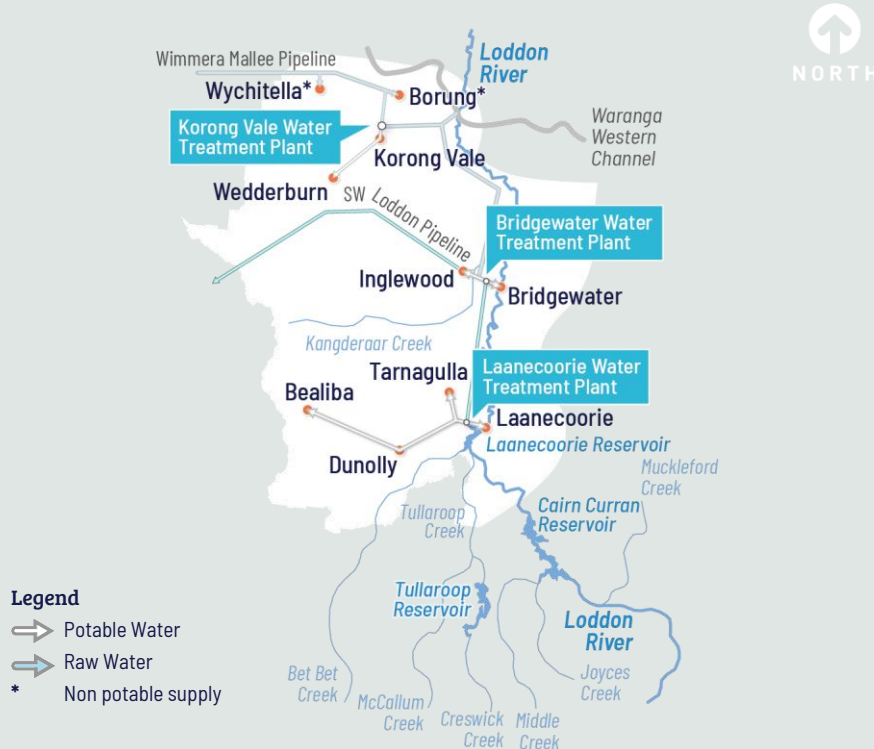 NORTH
Wimmera Mallee Pipeline
Loddon
River
Wychitella*
Borung*
Waranga
Western
Channel
Korong Vale Water
Treatment Plant
Korong Vale
Wedderburn
SW Loddon Pipeline
Bridgewater Water
Treatment Plant
Inglewood
Bridgewater
Kangderaar Creek
Tarnagulla
Laanecoorie Water
Treatment Plant
Bealiba
Laanecoorie
Laanecoorie Reservoir
Dunolly
Muckleford
Creek
Tullaroop
Creek
Cairn Curran
Reservoir
Tullaroop
Reservoir
Loddon
River
Legend
Potable Water
Raw Water
* Non potable supply
Bet Bet
Creek
McCallum
Creek
Creswick
Creek
Middle
Creek
Joyces
Creek